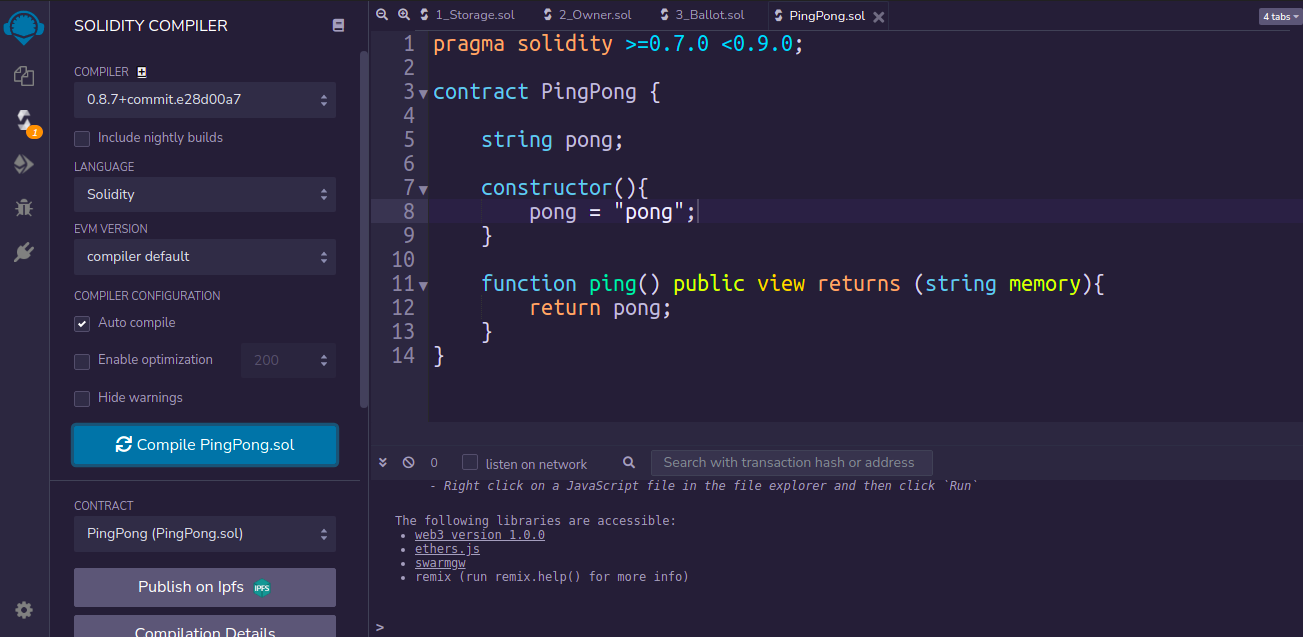 SOLIDITY COMPILER
COMPILER
0.8.7+commit.e28d00a7
Include nightly builds
LANGUAGE
Solidity
EVM VERSION
compiler default
COMPILER CONFIGURATION
Auto compile
Enable optimization 200
Hide warnings
Compile PingPong.sol
CONTRACT
PingPong (PingPong.sol)
Publish on Ipfs IPFS
Compilation Details
1
1_Storage.sol 2_Owner.sol 3_Ballot.sol PingPong.sol 4 tabs
1 pragma solidity >=0.7.0 <0.9.0;
2
3 contract PingPong {
4
5 string pong;
6
7 constructor(){
8 pong = "pong";
9 }
10
11 function ping() public view returns (string memory){
12 return pong;
13 }
14 }
0 listen on network Search with transaction hash or address
- Right click on a JavaScript file in the file explorer and then click `Run`
The following libraries are accessible:
• web3 version 1.0.0
• ethers.js
• swarmgw
• remix (run remix.help() for more info)
>